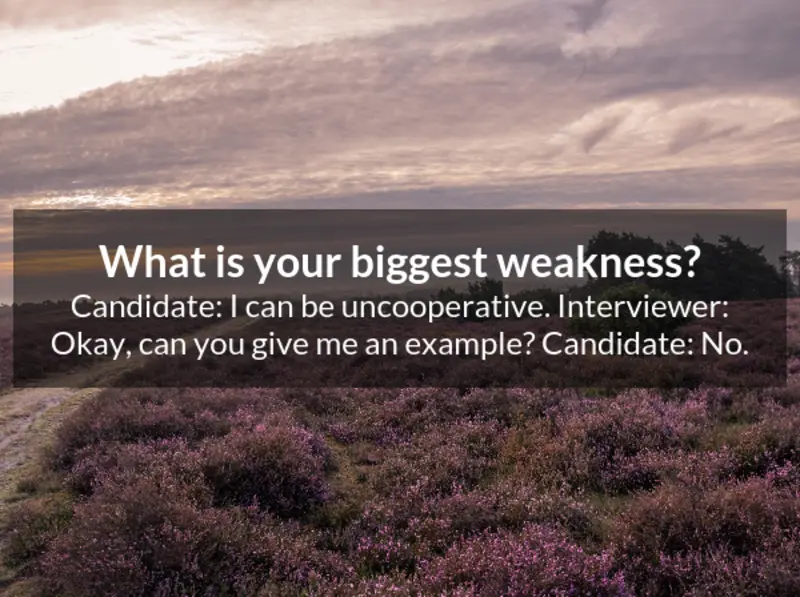 What is your biggest weakness?
Candidate: I can be uncooperative. Interviewer:
Okay, can you give me an example? Candidate: No.